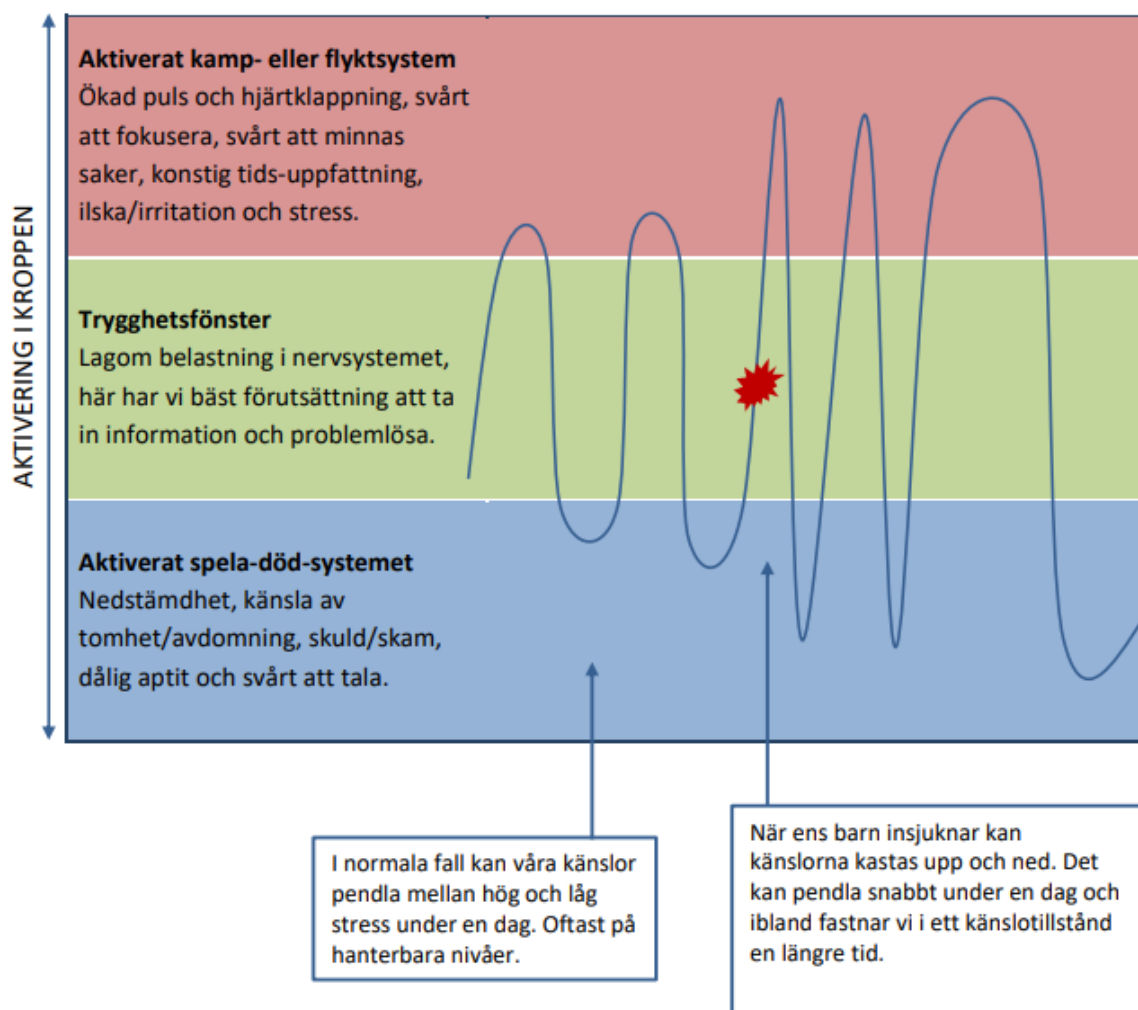 AKTIVERING I KROPPEN
Aktiverat kamp- eller flyktsystem
Ökad puls och hjärtklappning, svårt
att fokusera, svårt att minnas
saker, konstig tids-uppfattning,
ilska/irritation och stress.
Trygghetsfönster
Lagom belastning i nervsystemet,
här har vi bäst förutsättning att ta
in information och problemlösa.
Aktiverat spela-död-systemet
Nedstämdhet, känsla av
tomhet/avdomning, skuld/skam,
dålig aptit och svårt att tala.
I normala fall kan våra känslor
pendla mellan hög och låg
stress under en dag. Oftast på
hanterbara nivåer.
När ens barn insjuknar kan
känslorna kastas upp och ned. Det
kan pendla snabbt under en dag och
ibland fastnar vi i ett känslotillstånd
en längre tid.